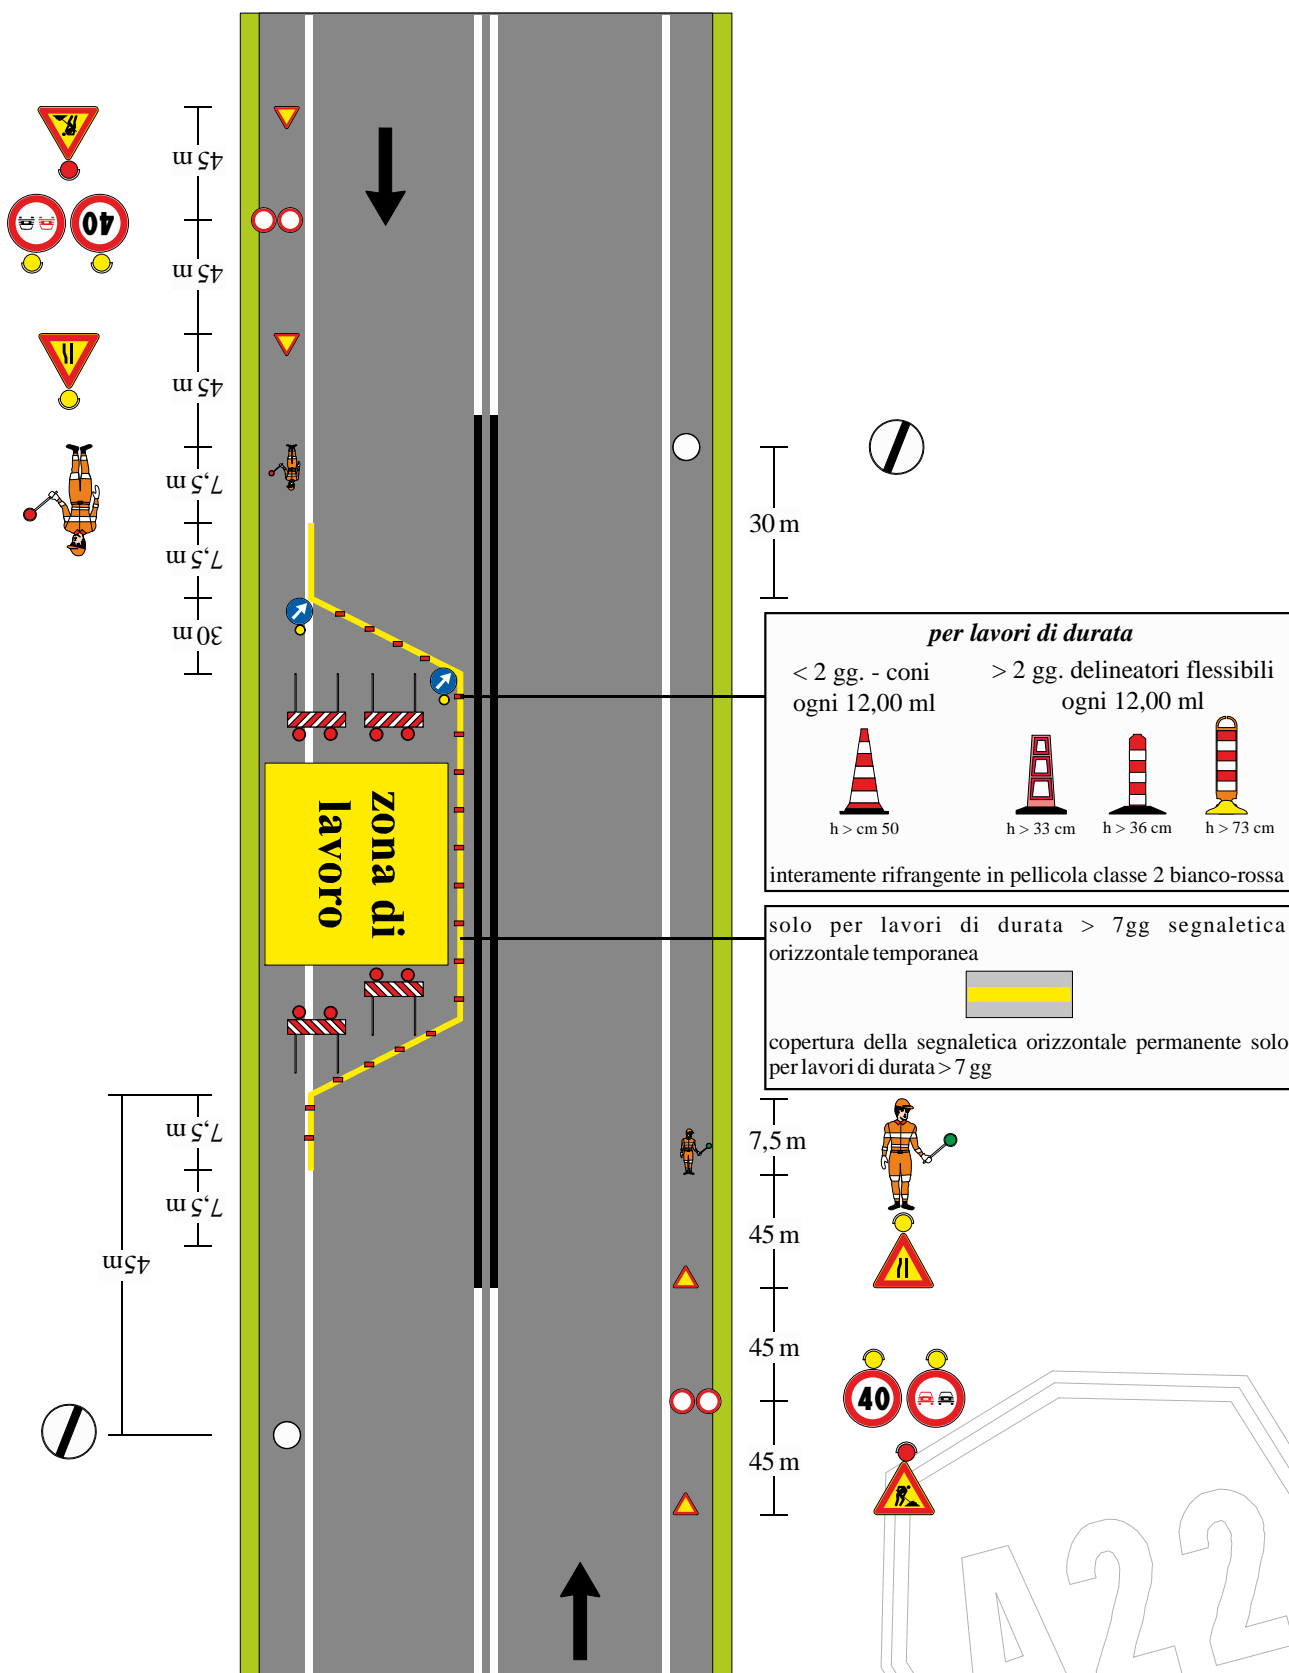 45 m
40
45 m
45 m
7,5 m
7,5 m
30 m
30 m
per lavori di durata
< 2 gg. - coni
ogni 12,00 ml
> 2 gg. delineatori flessibili
ogni 12,00 ml
h > cm 50
h > 33 cm
h > 36 cm
h > 73 cm
interamente rifrangente in pellicola classe 2 bianco-rossa
zona di
lavoro
solo per lavori di durata > 7gg segnaletica
orizzontale temporanea
copertura della segnaletica orizzontale permanente solo
per lavori di durata > 7 gg
7,5 m
7,5 m
45m
7,5 m
45 m
45 m
40
45 m
A22